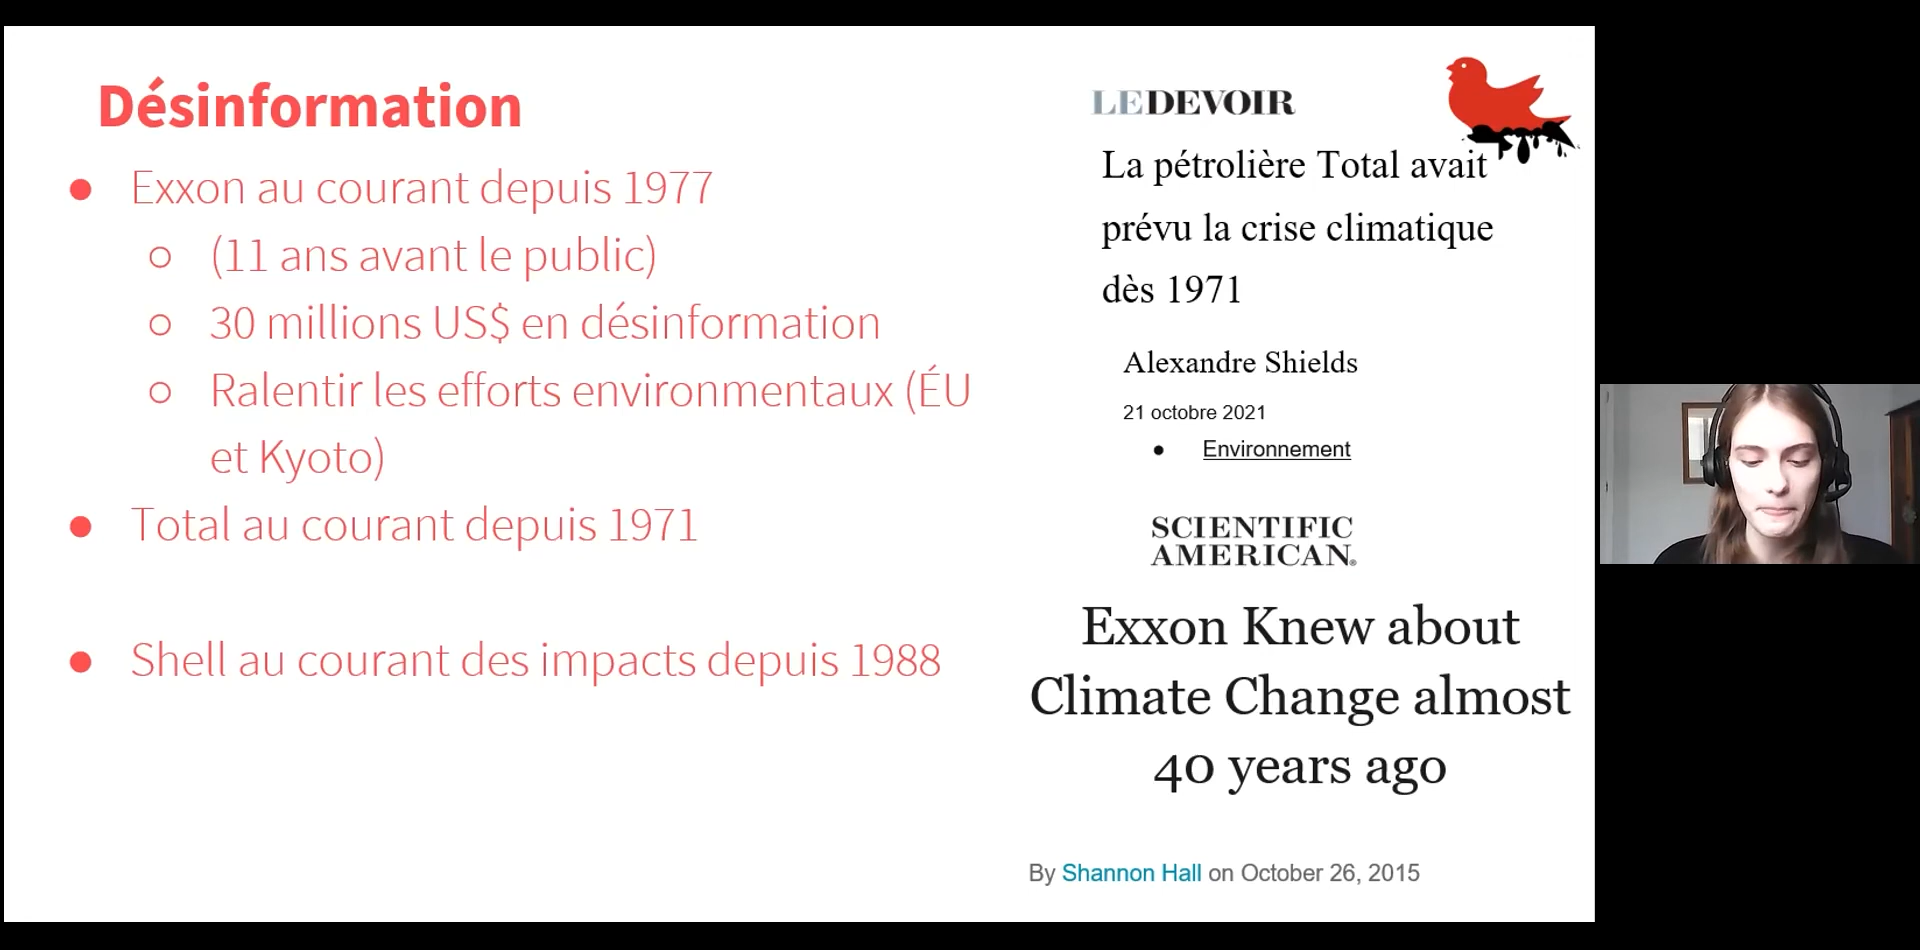 Désinformation
● Exxon au courant depuis 1977
○ (11 ans avant le public)
○ 30 millions US$ en désinformation
○ Ralentir les efforts environmentaux (ÉU
et Kyoto)
● Total au courant depuis 1971
● Shell au courant des impacts depuis 1988
LEDEVOIR
La pétrolière Total avait
prévu la crise climatique
dès 1971
Alexandre Shields
21 octobre 2021
● Environnement
SCIENTIFIC
AMERICAN®
Exxon Knew about
Climate Change almost
40 years ago
By Shannon Hall on October 26, 2015